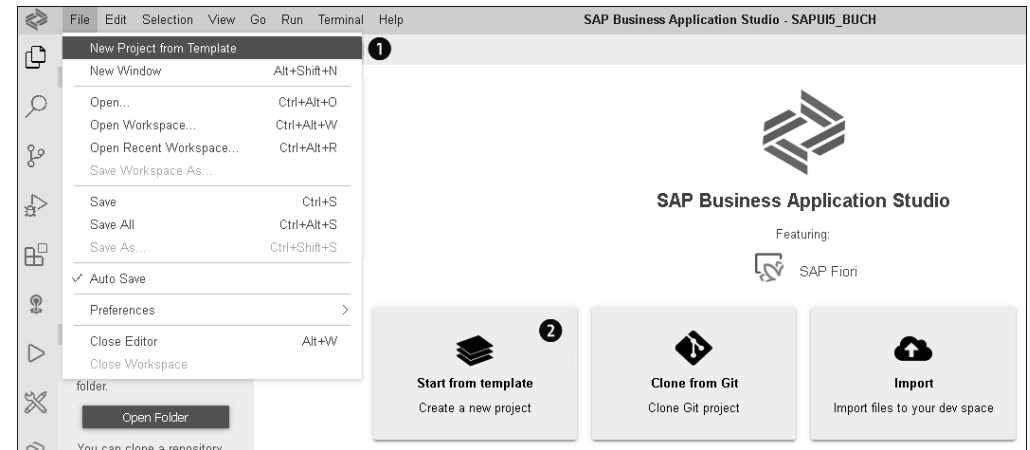 File Edit Selection View Go Run Terminal Help SAP Business Application Studio - SAPUI5_BUCH
New Project from Template 1
New Window Alt+Shift+N
Open... Ctrl+Alt+O
Open Workspace... Ctrl+Alt+W
Open Recent Workspace... Ctrl+Alt+R
Save Workspace As...
Save Ctrl+S
Save All Ctrl+Alt+S
Save As... Ctrl+Shift+S
Auto Save
Preferences
Close Editor Alt+W
Close Workspace
folder.
Open Folder
You can clone a repository
SAP Business Application Studio
Featuring:
SAP Fiori
2
Start from template
Create a new project
Clone from Git
Clone Git project
Import
Import files to your dev space